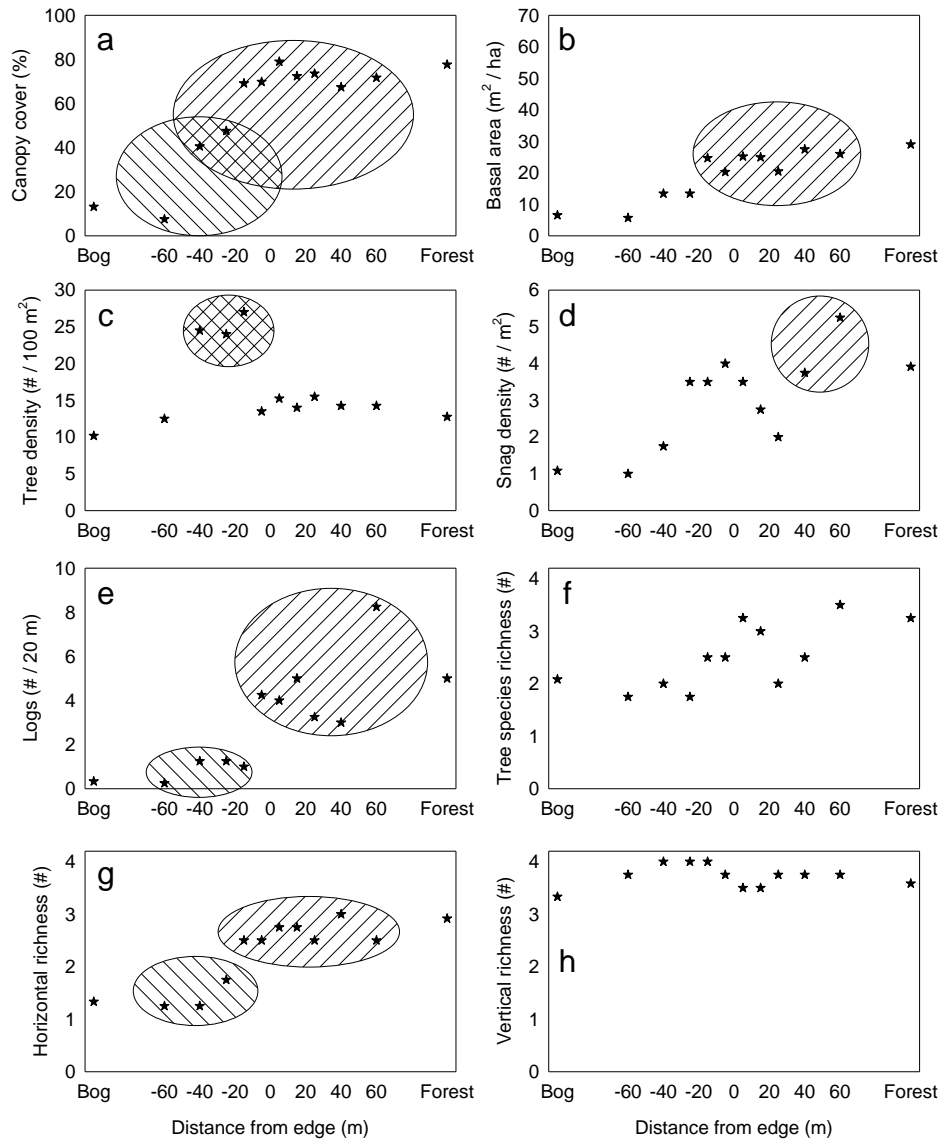 a
Canopy cover (%)
100
80
60
40
20
0
Bog -60 -40 -20 0 20 40 60 Forest
b
Basal area (m² / ha)
70
60
50
40
30
20
10
0
Bog -60 -40 -20 0 20 40 60 Forest
c
Tree density (# / 100 m²)
30
25
20
15
10
5
0
Bog -60 -40 -20 0 20 40 60 Forest
d
Snag density (# / m²)
6
5
4
3
2
1
0
Bog -60 -40 -20 0 20 40 60 Forest
e
Logs (# / 20 m)
10
8
6
4
2
0
Bog -60 -40 -20 0 20 40 60 Forest
f
Tree species richness (#)
4
3
2
1
0
Bog -60 -40 -20 0 20 40 60 Forest
g
Horizontal richness (#)
4
3
2
1
0
Bog -60 -40 -20 0 20 40 60 Forest
Distance from edge (m)
h
Vertical richness (#)
4
3
2
1
0
Bog -60 -40 -20 0 20 40 60 Forest
Distance from edge (m)